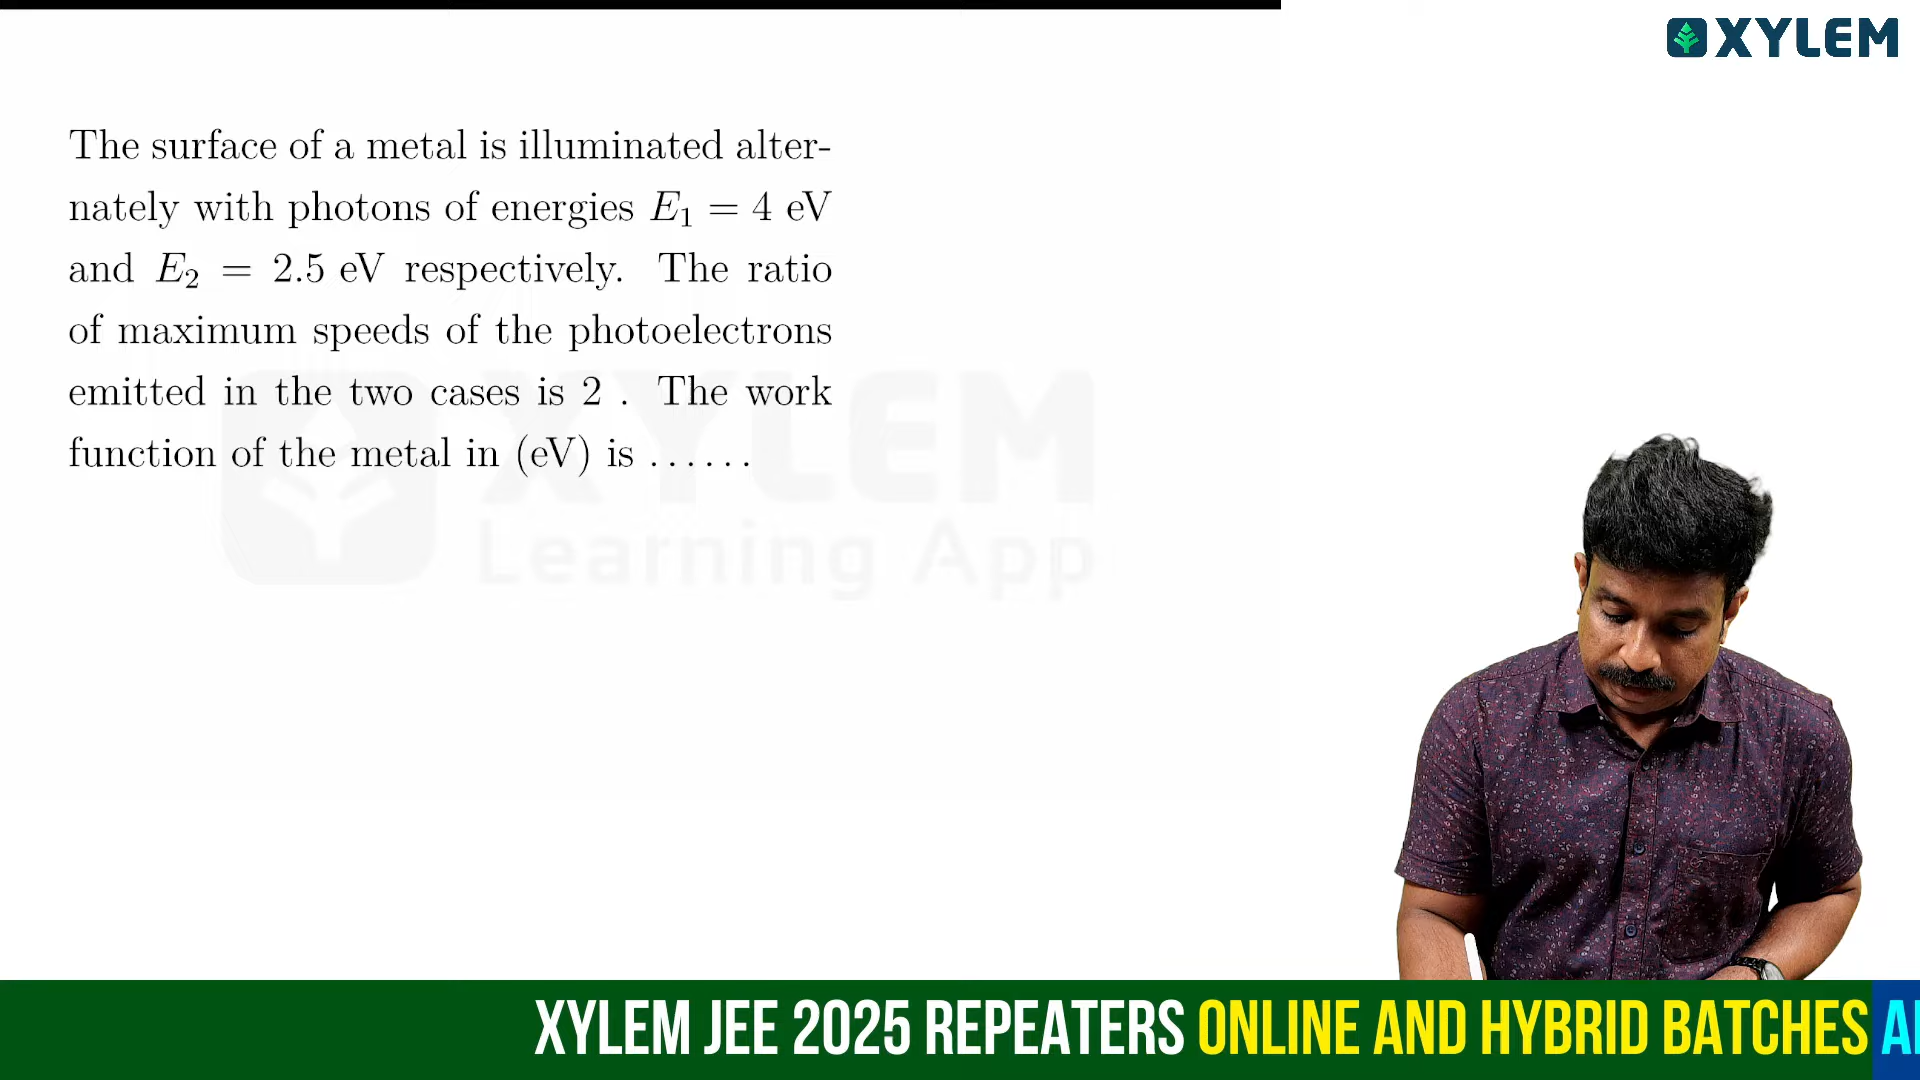 XYLEM
The surface of a metal is illuminated alter-
nately with photons of energies E₁ = 4 eV
and E₂ = 2.5 eV respectively. The ratio
of maximum speeds of the photoelectrons
emitted in the two cases is 2 . The work
function of the metal in (eV) is ......
XYLEM
Learning App
XYLEM JEE 2025 REPEATERS ONLINE AND HYBRID BATCHES